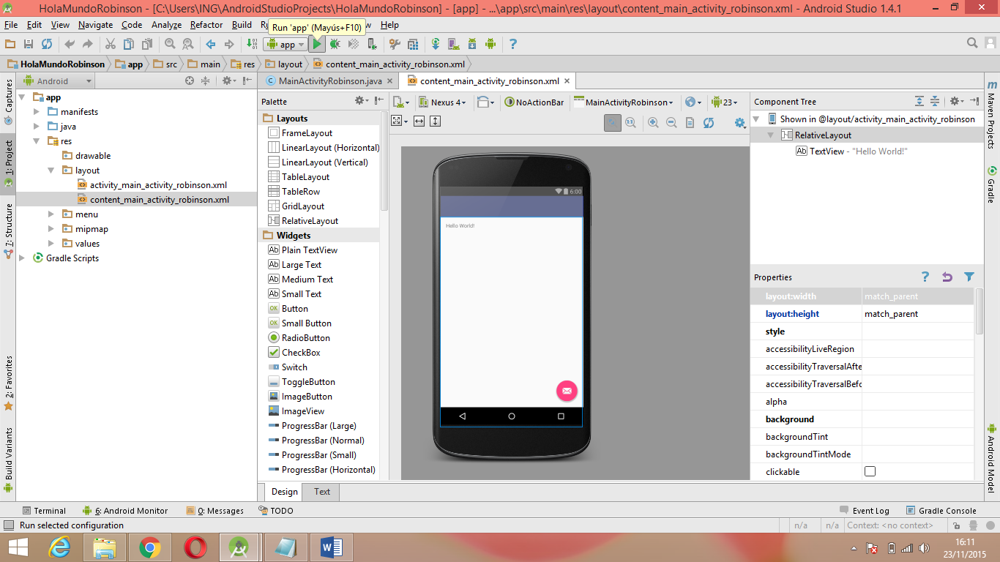 HolaMundoRobinson - [C:\Users\ING\AndroidStudioProjects\HolaMundoRobinson] - [app] - ...\app\src\main\res\layout\content_main_activity_robinson.xml - Android Studio 1.4.1
File Edit View Navigate Code Analyze Refactor Build Help
Run 'app' (Mayús+F10)
app
HolaMundoRobinson app src main res layout content_main_activity_robinson.xml
Captures
1: Project
7: Structure
2: Favorites
Build Variants
Android
app
manifests
java
res
drawable
layout
activity_main_activity_robinson.xml
content_main_activity_robinson.xml
menu
mipmap
values
Gradle Scripts
MainActivityRobinson.java content_main_activity_robinson.xml
Palette
Layouts
FrameLayout
LinearLayout (Horizontal)
LinearLayout (Vertical)
TableLayout
TableRow
GridLayout
RelativeLayout
Widgets
Plain TextView
Large Text
Medium Text
Small Text
Button
Small Button
RadioButton
CheckBox
Switch
ToggleButton
ImageButton
ImageView
ProgressBar (Large)
ProgressBar (Normal)
ProgressBar (Small)
ProgressBar (Horizontal)
Nexus 4 NoActionBar MainActivityRobinson 23
6:00
Hello World!
Design Text
Component Tree
Shown in @layout/activity_main_activity_robinson
RelativeLayout
TextView - "Hello World!"
Properties
layout:width match_parent
layout:height match_parent
style
accessibilityLiveRegion
accessibilityTraversalAfte
accessibilityTraversalBefo
alpha
background
backgroundTint
backgroundTintMode
clickable
Maven Projects
Gradle
Android Model
Terminal 6: Android Monitor 0: Messages TODO Event Log Gradle Console
Run selected configuration n/a n/a Context: <no context>
16:11
23/11/2015